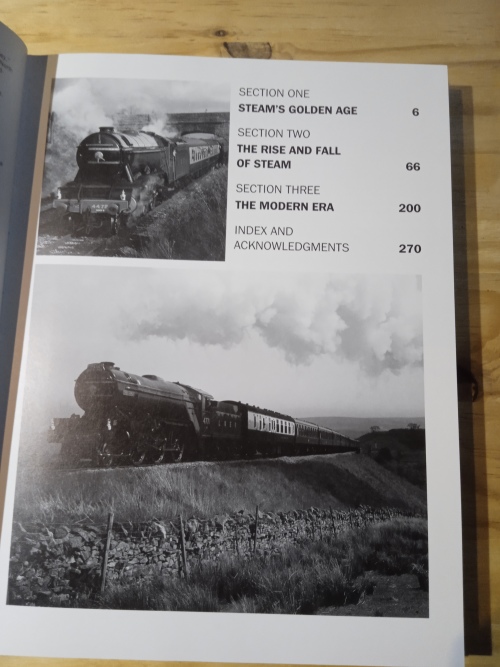 SECTION ONE
STEAM'S GOLDEN AGE 6
SECTION TWO
THE RISE AND FALL
OF STEAM 66
SECTION THREE
THE MODERN ERA 200
INDEX AND
ACKNOWLEDGMENTS 270